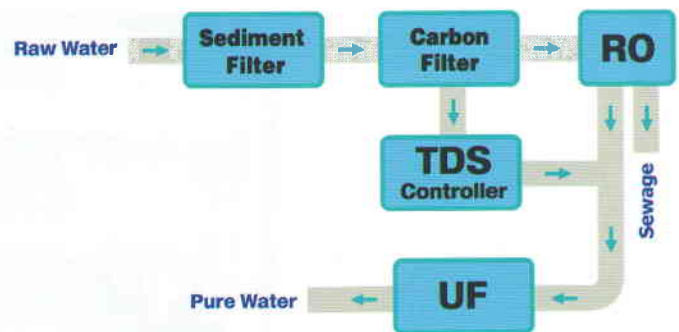 Raw Water
Sediment
Filter
Carbon
Filter
RO
TDS
Controller
Sewage
Pure Water
UF